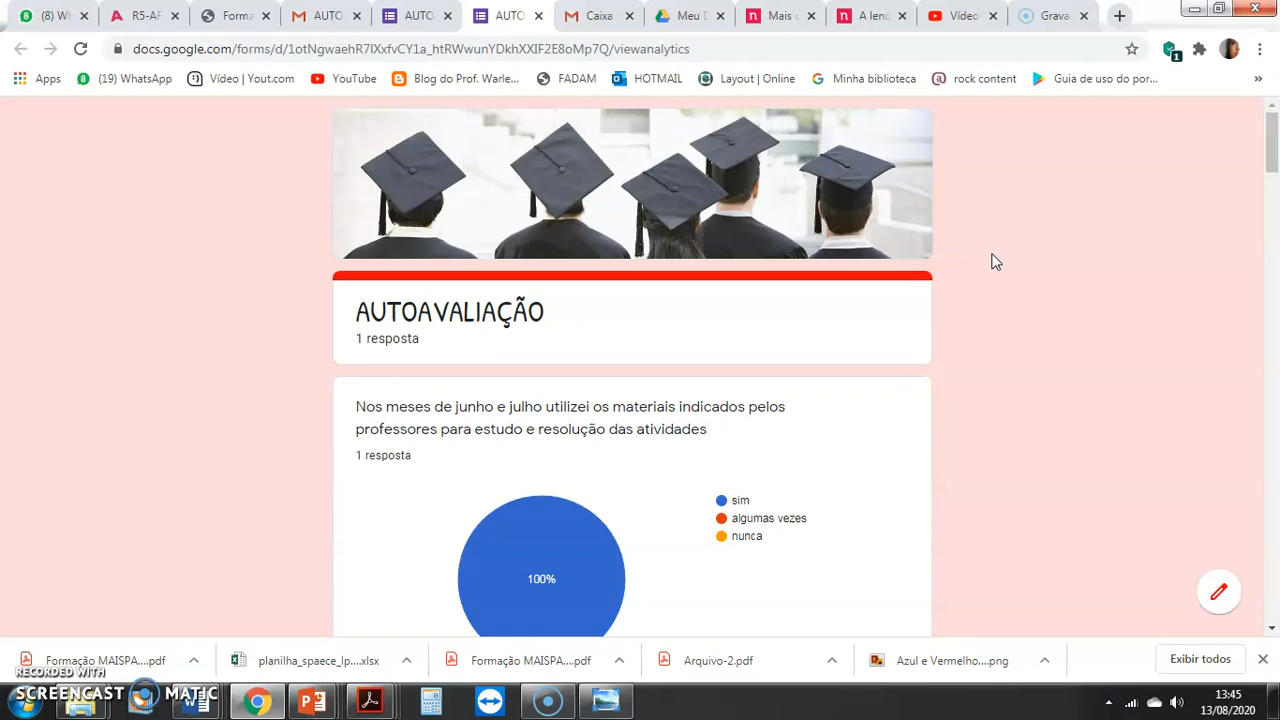 (8) W
R5-AF
Forma
AUTO
AUTO
AUTO
Caixa
Meu D
Mais
A lend
Vídeo
Grava
docs.google.com/forms/d/1otNgwaehR7IXxfvCY1a_htRWwunYDkhXXIF2E8oMp7Q/viewanalytics
1
Apps
(19) WhatsApp
Vídeo | Yout.com
YouTube
Blog do Prof. Warle...
FADAM
HOTMAIL
Layout | Online
Minha biblioteca
rock content
Guia de uso do por...
»
AUTOAVALIAÇÃO
1 resposta
Nos meses de junho e julho utilizei os materiais indicados pelos
professores para estudo e resolução das atividades
1 resposta
sim
algumas vezes
nunca
100%
Formação MAISPA....pdf
planilha_spaece_lp....xlsx
Formação MAISPA....pdf
Arquivo-2.pdf
Azul e Vermelho....png
Exibir todos
RECORDED WITH
SCREENCAST MATIC
13:45
13/08/2020